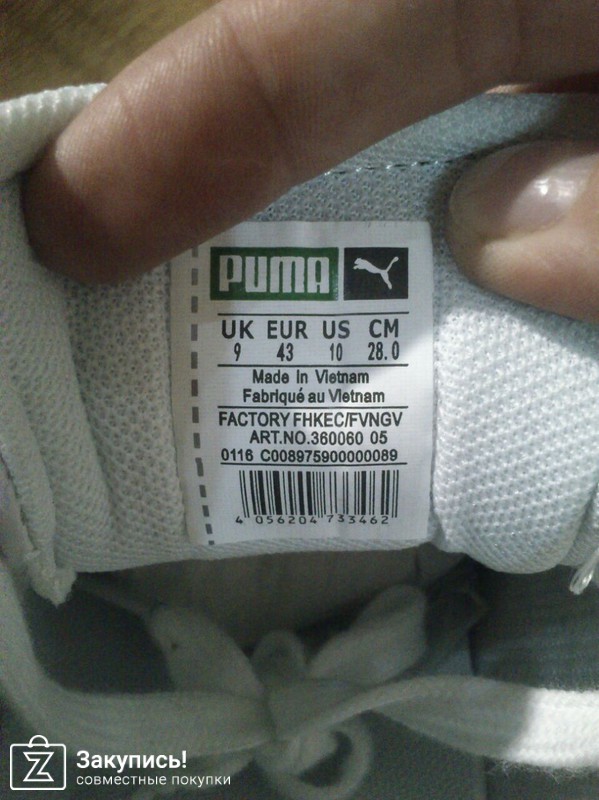 PUMA
UK EUR US CM
9 43 10 28.0
Made in Vietnam
Fabriqué au Vietnam
FACTORY FHKEC/FVNGV
ART.NO.360060 05
0116 C008975900000089
4 056204 733462
Закупись!
совместные покупки